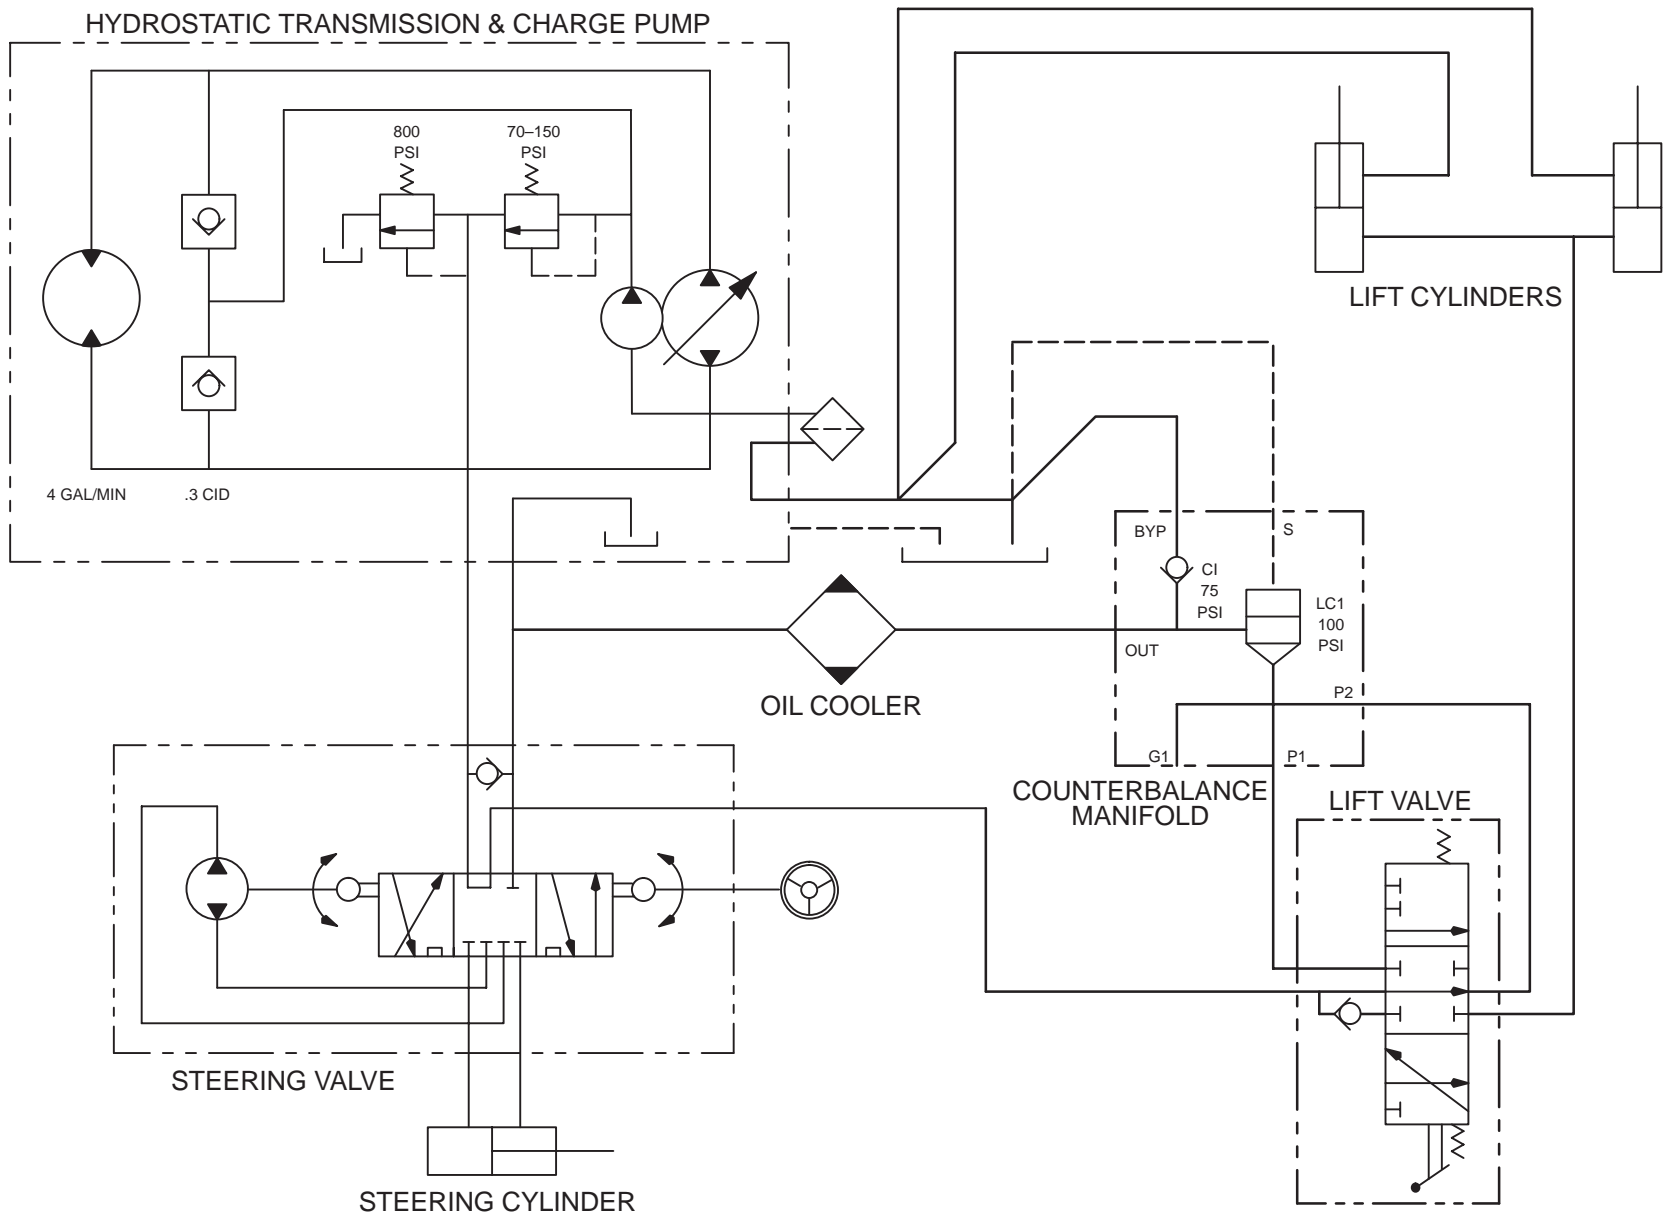 HYDROSTATIC TRANSMISSION & CHARGE PUMP
800
PSI
70–150
PSI
4 GAL/MIN
.3 CID
LIFT CYLINDERS
BYP
S
CI
75
PSI
LC1
100
PSI
OUT
P2
G1
P1
OIL COOLER
COUNTERBALANCE
MANIFOLD
LIFT VALVE
STEERING VALVE
STEERING CYLINDER